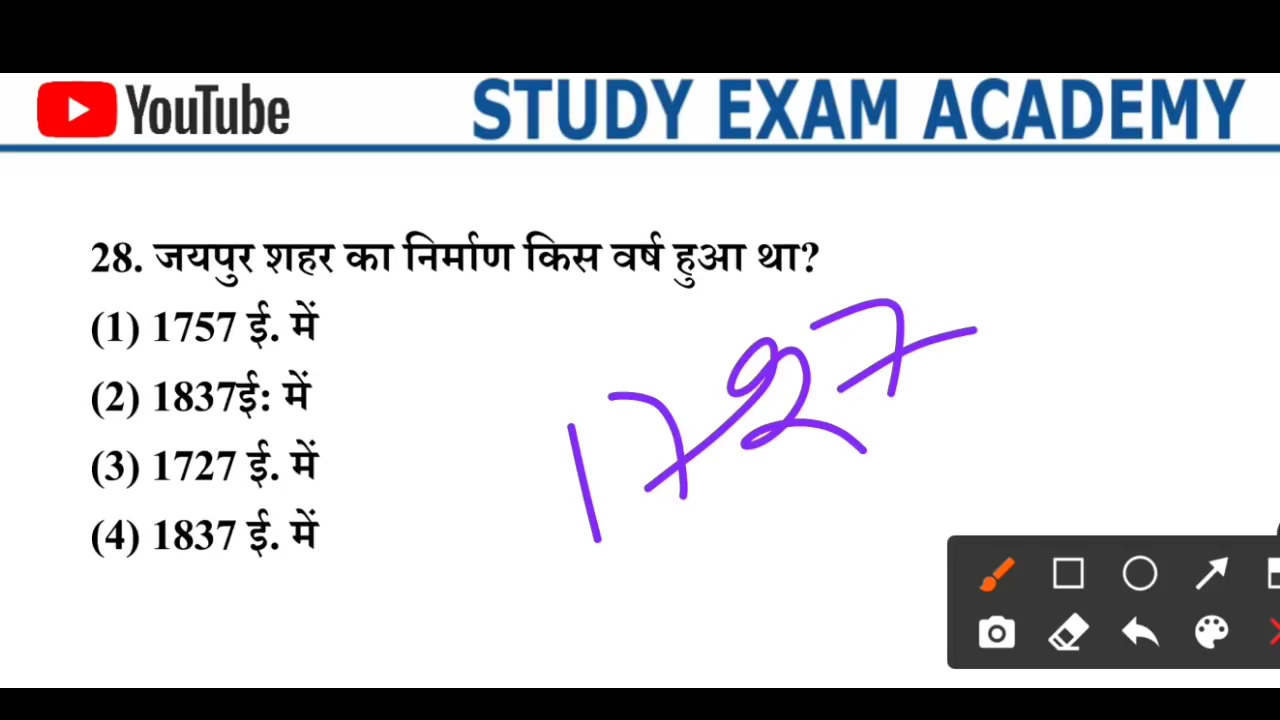 YouTube STUDY EXAM ACADEMY
28. जयपुर शहर का निर्माण किस वर्ष हुआ था?
(1) 1757 ई. में
(2) 1837ई: में
(3) 1727 ई. में
(4) 1837 ई. में
1727